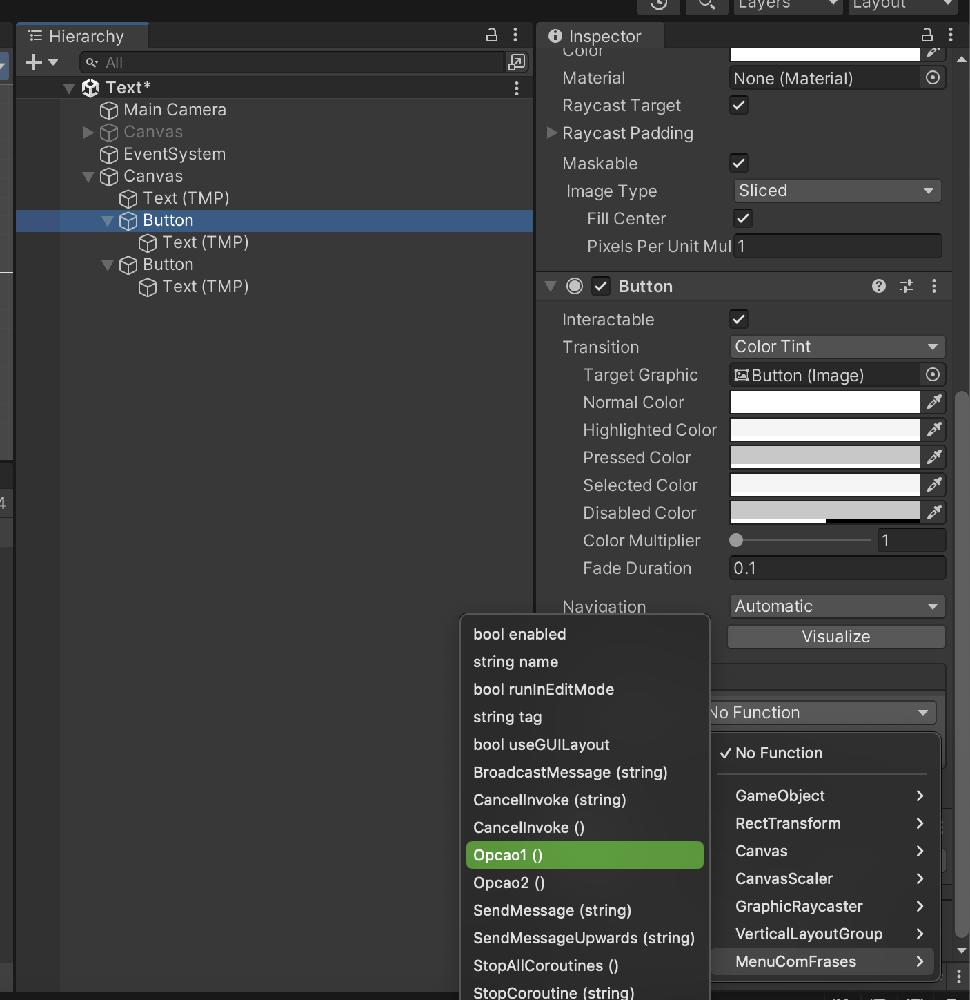 Layers
Layout
Hierarchy
All
Text*
Main Camera
Canvas
EventSystem
Canvas
Text (TMP)
Button
Text (TMP)
Button
Text (TMP)
4
Inspector
Color
Material
None (Material)
Raycast Target
Raycast Padding
Maskable
Image Type
Sliced
Fill Center
Pixels Per Unit Mul
1
Button
Interactable
Transition
Color Tint
Target Graphic
Button (Image)
Normal Color
Highlighted Color
Pressed Color
Selected Color
Disabled Color
Color Multiplier
1
Fade Duration
0.1
Navigation
Automatic
Visualize
No Function
No Function
GameObject
RectTransform
Canvas
CanvasScaler
GraphicRaycaster
VerticalLayoutGroup
MenuComFrases
bool enabled
string name
bool runInEditMode
string tag
bool useGUILayout
BroadcastMessage (string)
CancelInvoke (string)
CancelInvoke ()
Opcao1 ()
Opcao2 ()
SendMessage (string)
SendMessageUpwards (string)
StopAllCoroutines ()
StopCoroutine (string)